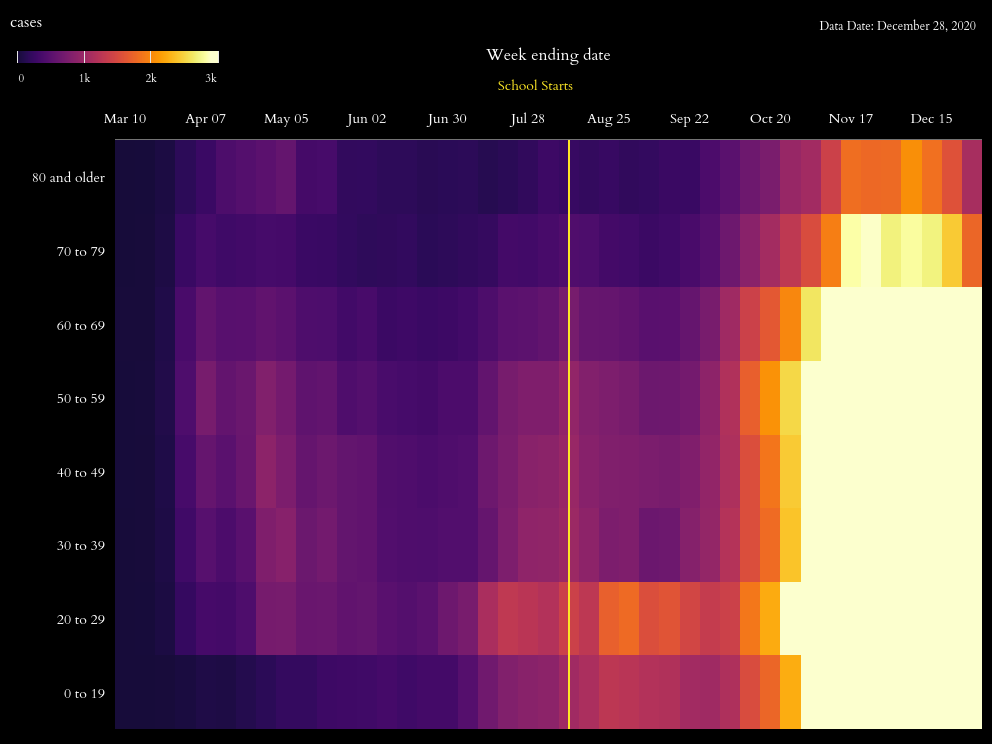 cases
Data Date: December 28, 2020
0 1k 2k 3k
Week ending date
School Starts
Mar 10 Apr 07 May 05 Jun 02 Jun 30 Jul 28 Aug 25 Sep 22 Oct 20 Nov 17 Dec 15
80 and older
70 to 79
60 to 69
50 to 59
40 to 49
30 to 39
20 to 29
0 to 19